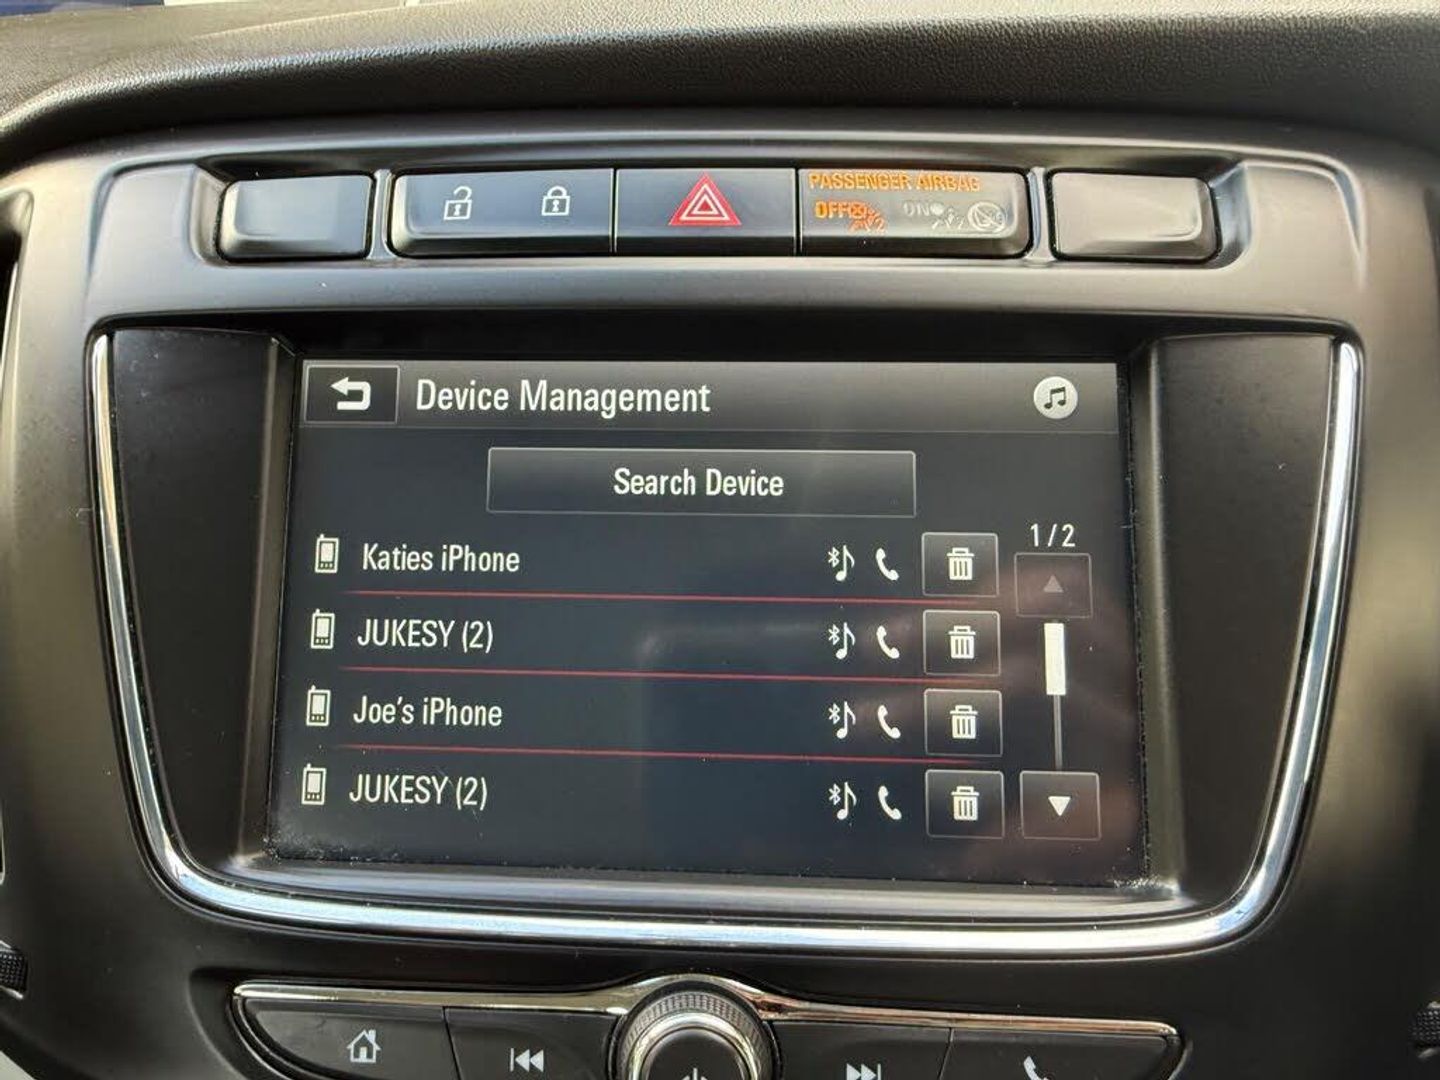 PASSENGER AIRBAG
OFF ON
Device Management
Search Device
1/2
Katies iPhone
JUKESY (2)
Joe's iPhone
JUKESY (2)